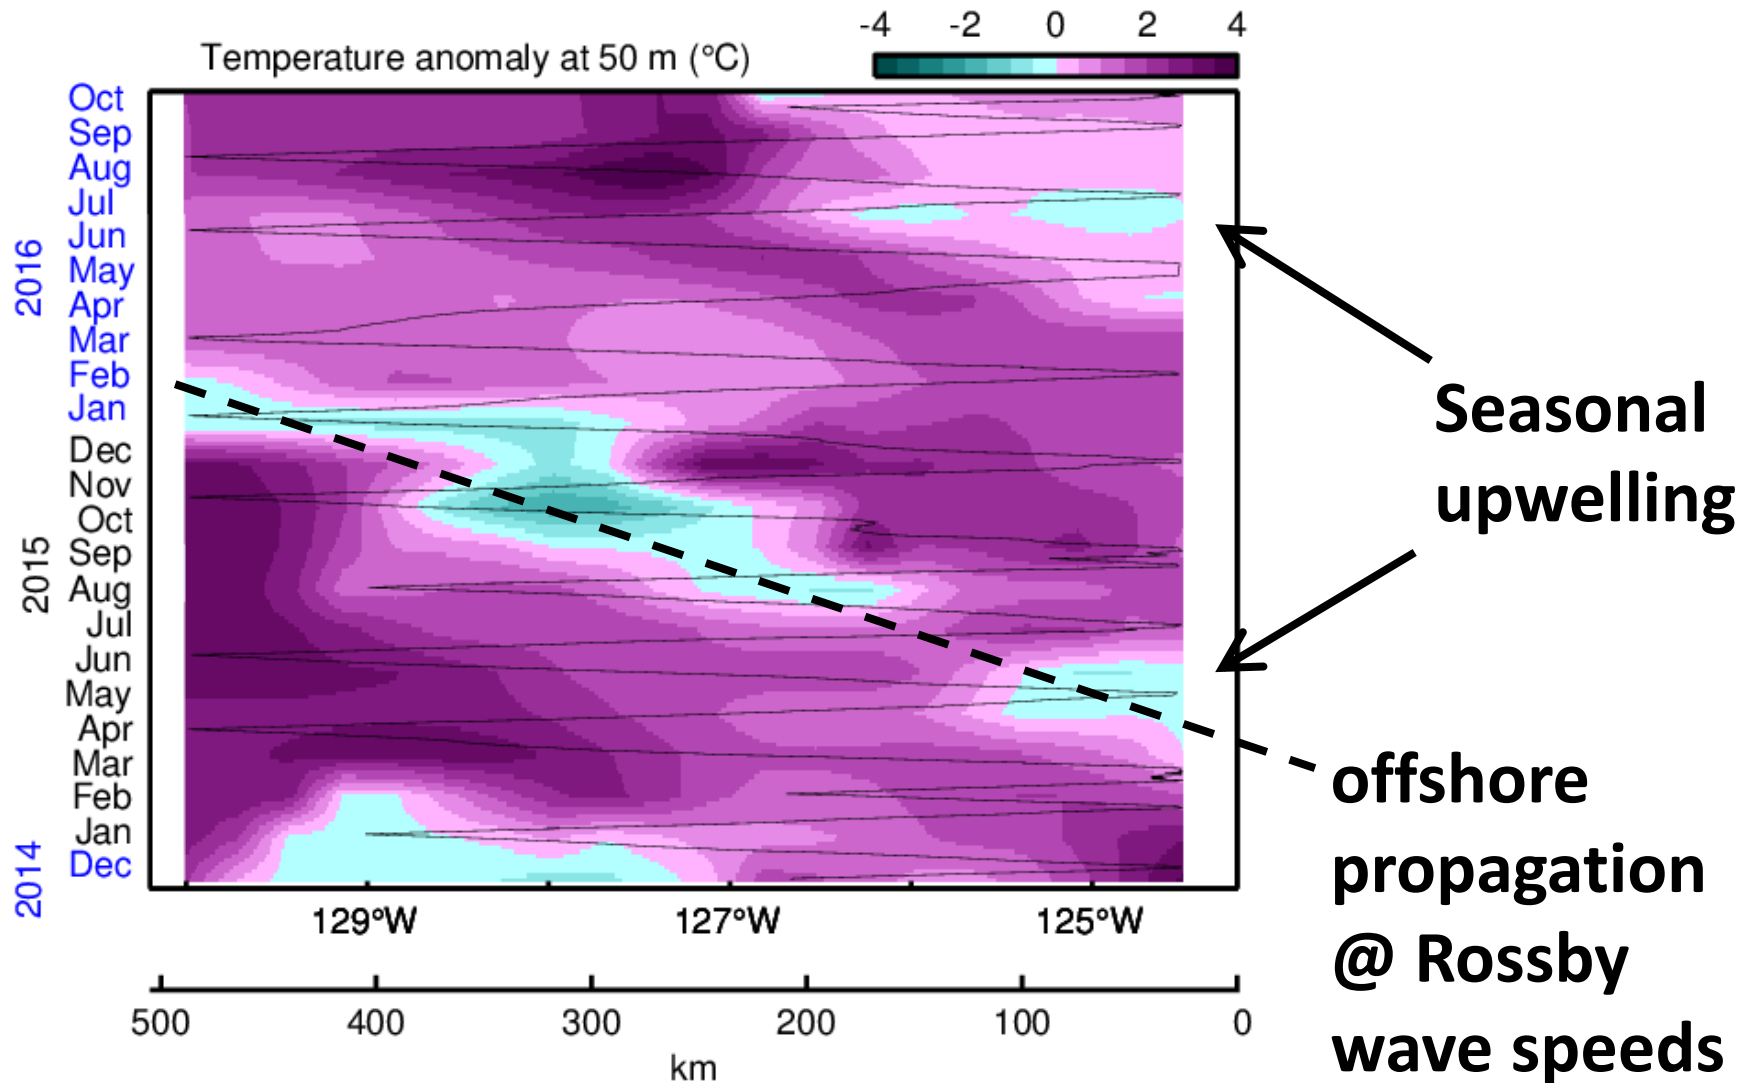 -4 -2 0 2 4
Temperature anomaly at 50 m (°C)
Oct
Sep
Aug
Jul
Jun
May
Apr
Mar
Feb
Jan
2016
Dec
Nov
Oct
Sep
Aug
Jul
Jun
May
Apr
Mar
Feb
Jan
2015
Dec
2014
Seasonal
upwelling
offshore
propagation
@ Rossby
wave speeds
129°W 127°W 125°W
500 400 300 200 100 0
km